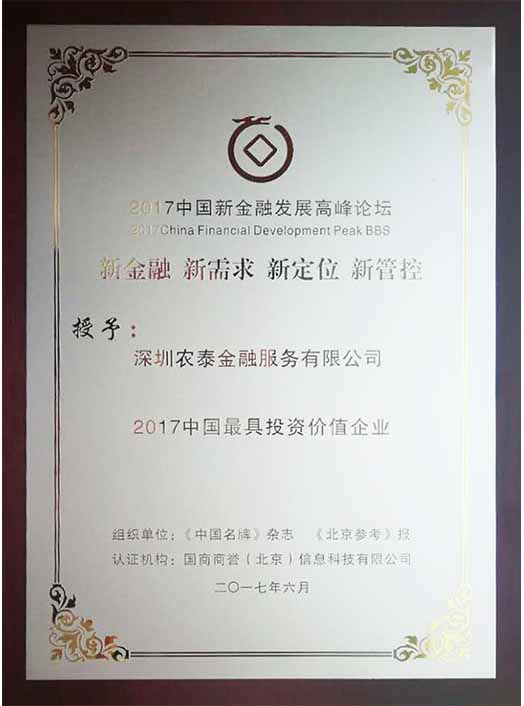 2017中国新金融发展高峰论坛
2017China Financial Development Peak BBS
新金融 新需求 新定位 新管控
授予：
深圳农泰金融服务有限公司
2017中国最具投资价值企业
组织单位：《中国名牌》杂志 《北京参考》报
认证机构：国商商誉（北京）信息科技有限公司
二〇一七年六月